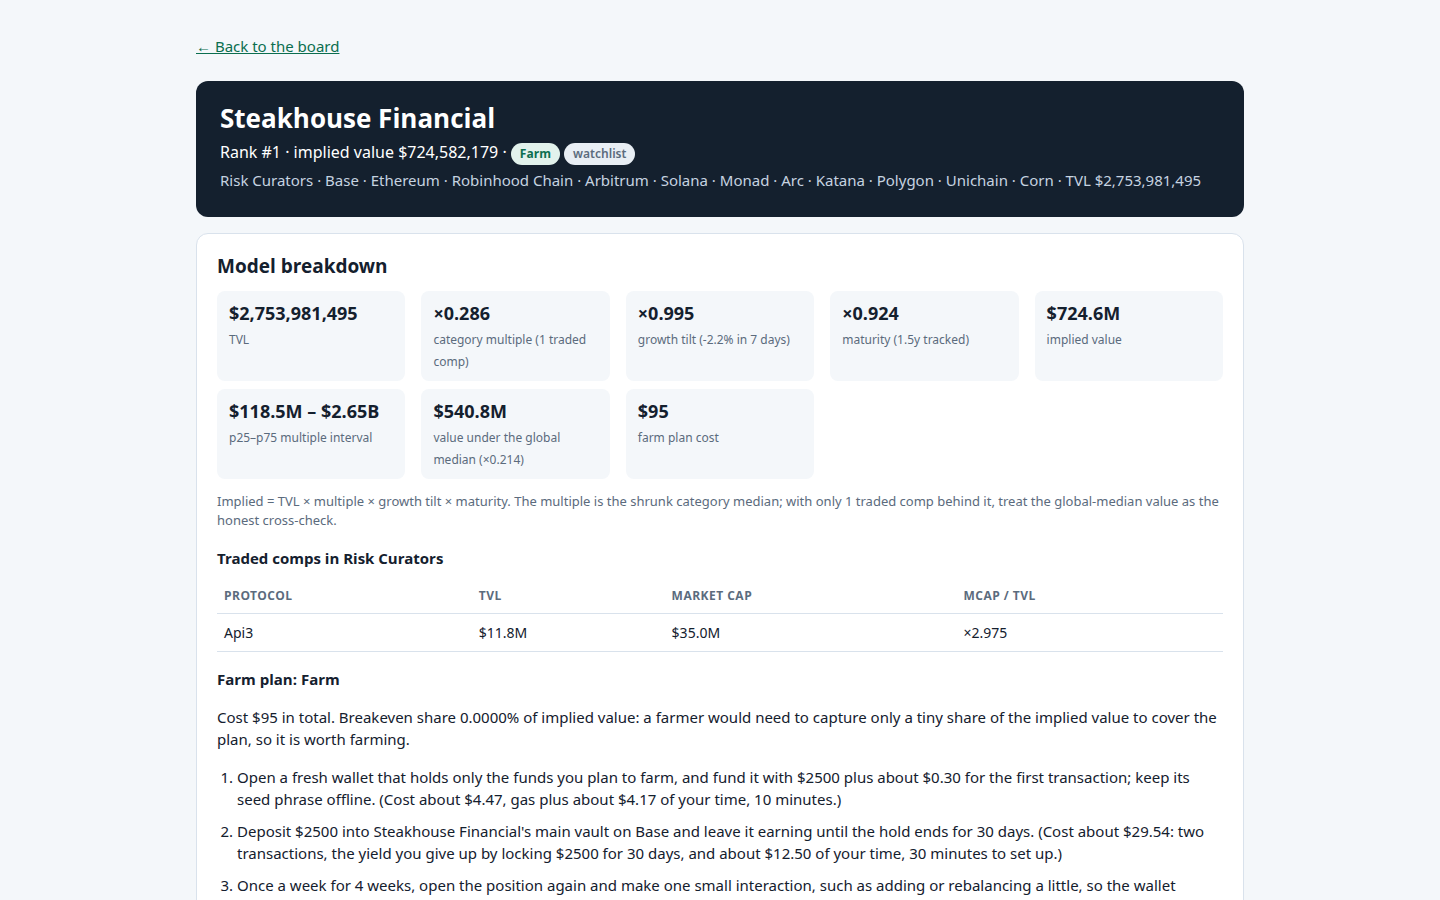 ← Back to the board
Steakhouse Financial
Rank #1 · implied value $724,582,179 · Farm watchlist
Risk Curators · Base · Ethereum · Robinhood Chain · Arbitrum · Solana · Monad · Arc · Katana · Polygon · Unichain · Corn · TVL $2,753,981,495
Model breakdown
$2,753,981,495
TVL
×0.286
category multiple (1 traded
comp)
×0.995
growth tilt (-2.2% in 7 days)
×0.924
maturity (1.5y tracked)
$724.6M
implied value
$118.5M – $2.65B
p25–p75 multiple interval
$540.8M
value under the global
median (×0.214)
$95
farm plan cost
Implied = TVL × multiple × growth tilt × maturity. The multiple is the shrunk category median; with only 1 traded comp behind it, treat the global-median value as the
honest cross-check.
Traded comps in Risk Curators
PROTOCOL TVL MARKET CAP MCAP / TVL
Api3 $11.8M $35.0M ×2.975
Farm plan: Farm
Cost $95 in total. Breakeven share 0.0000% of implied value: a farmer would need to capture only a tiny share of the implied value to cover the
plan, so it is worth farming.
1. Open a fresh wallet that holds only the funds you plan to farm, and fund it with $2500 plus about $0.30 for the first transaction; keep its
seed phrase offline. (Cost about $4.47, gas plus about $4.17 of your time, 10 minutes.)
2. Deposit $2500 into Steakhouse Financial's main vault on Base and leave it earning until the hold ends for 30 days. (Cost about $29.54: two
transactions, the yield you give up by locking $2500 for 30 days, and about $12.50 of your time, 30 minutes to set up.)
3. Once a week for 4 weeks, open the position again and make one small interaction, such as adding or rebalancing a little, so the wallet